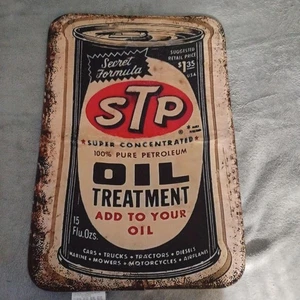 Secret
Formula
SUGGESTED
RETAIL PRICE
$1.35
U.S.A.
STP
SUPER CONCENTRATED
100% PURE PETROLEUM
OIL
TREATMENT
ADD TO YOUR
OIL
15
Flu.Ozs.
CARS • TRUCKS • TRACTORS • DIESELS
MARINE • MOWERS • MOTORCYCLES • AIRPLANES